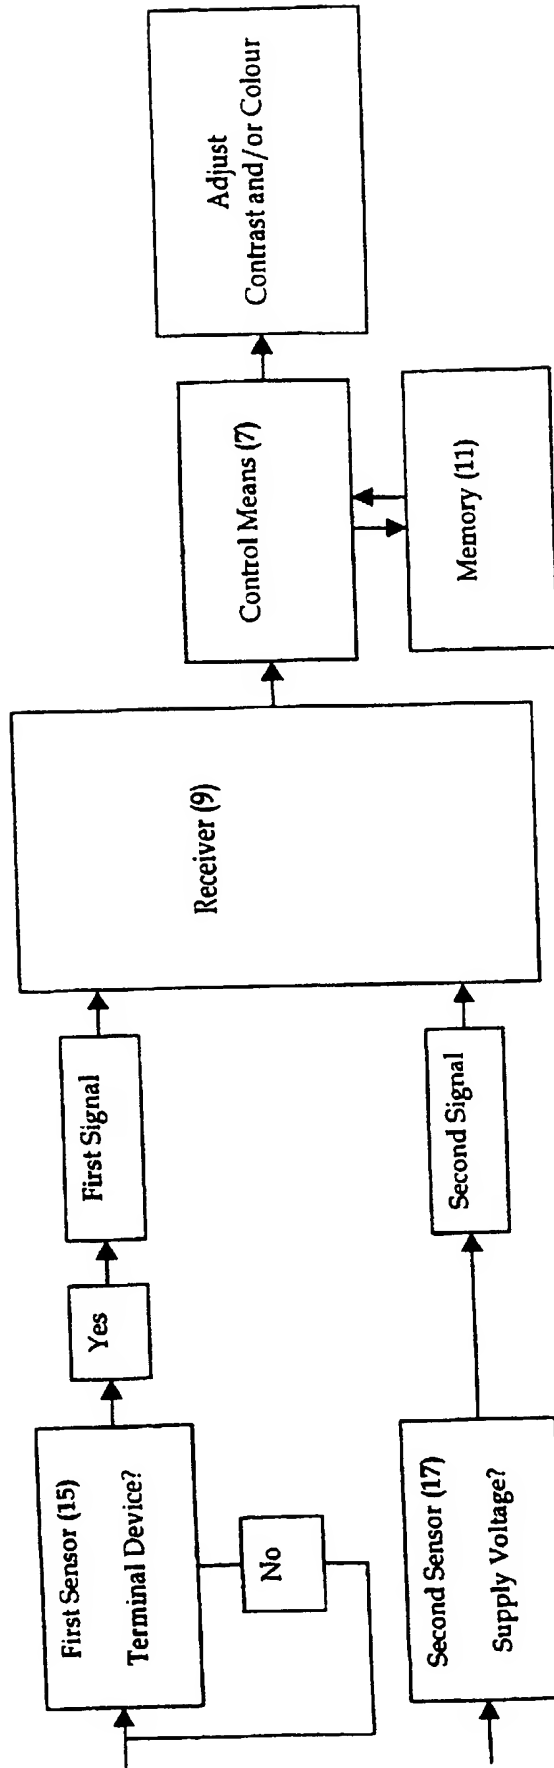 First Sensor (15)
Terminal Device?
Yes
No
First Signal
Second Sensor (17)
Supply Voltage?
Second Signal
Receiver (9)
Control Means (7)
Memory (11)
Adjust
Contrast and/or Colour